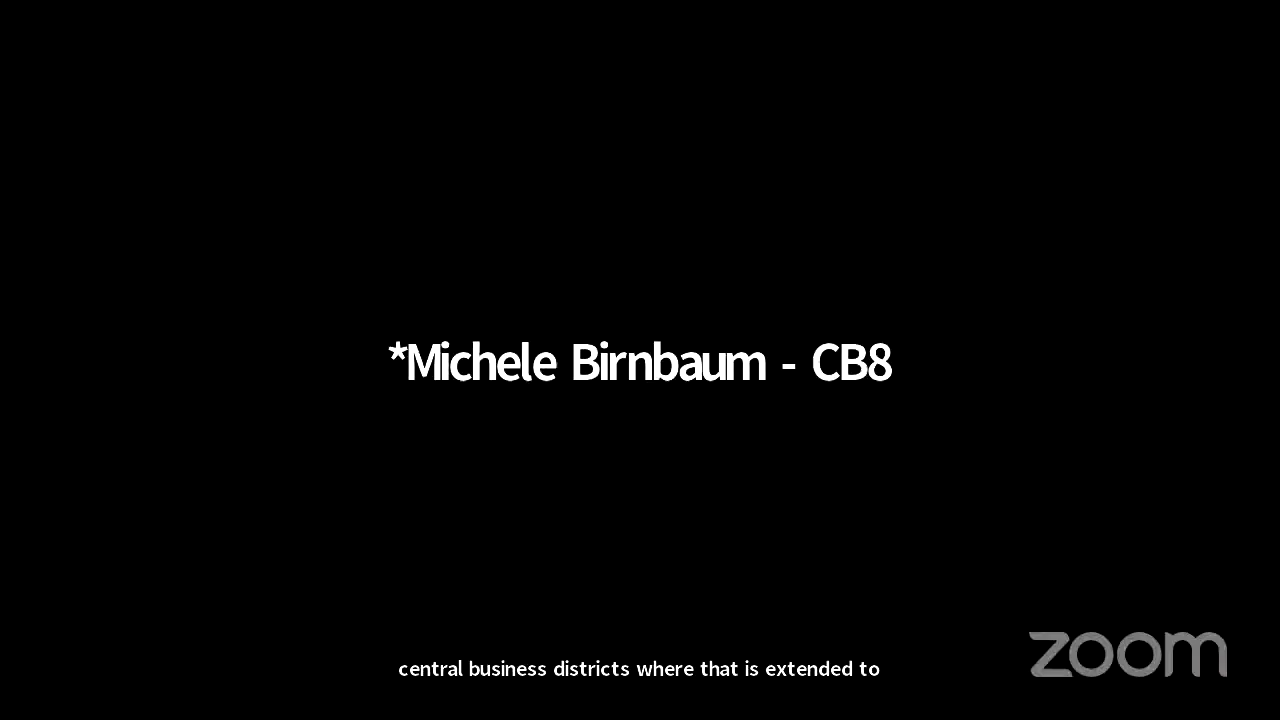 *Michele Birnbaum - CB8
central business districts where that is extended to
zoom